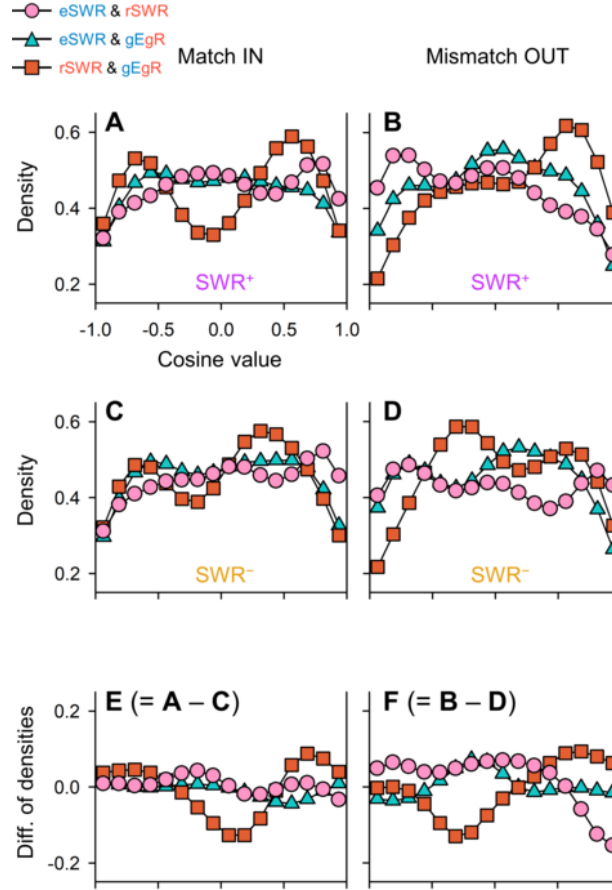 eSWR & rSWR
eSWR & gEgR
rSWR & gEgR
Match IN
Mismatch OUT
A
B
Density
0.6
0.4
0.2
SWR⁺
SWR⁺
-1.0 -0.5 0.0 0.5 1.0
Cosine value
C
D
Density
0.6
0.4
0.2
SWR⁻
SWR⁻
E (= A – C)
F (= B – D)
Diff. of densities
0.2
0.0
-0.2